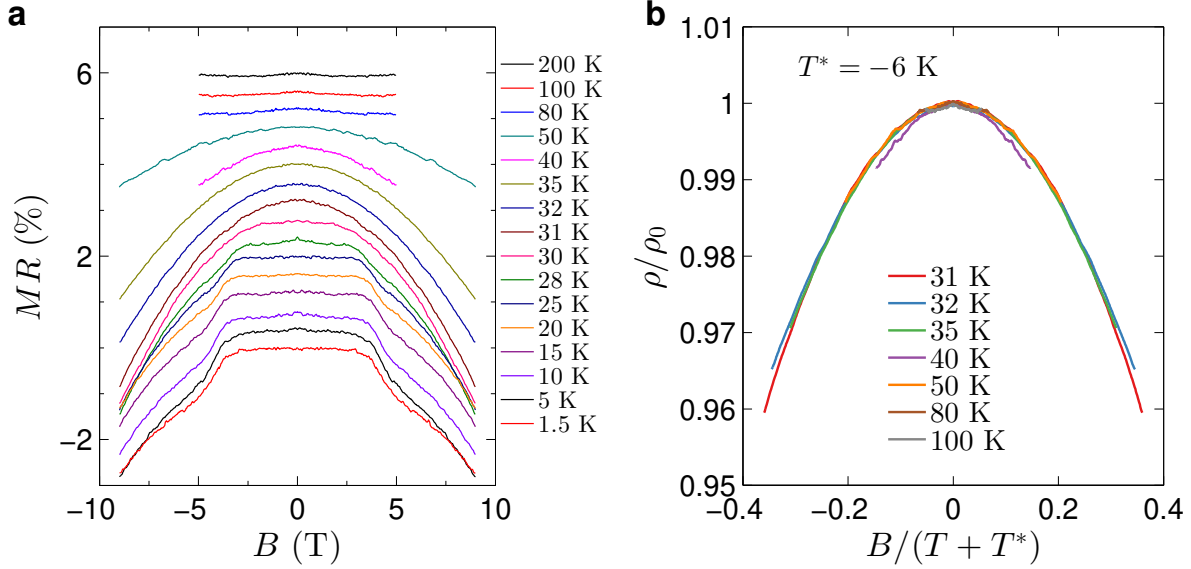 a
MR (%)
6
2
−2
−10
−5
0
5
10
B (T)
200 K
100 K
80 K
50 K
40 K
35 K
32 K
31 K
30 K
28 K
25 K
20 K
15 K
10 K
5 K
1.5 K
b
T* = −6 K
ρ/ρ₀
1.01
1
0.99
0.98
0.97
0.96
0.95
−0.4
−0.2
0
0.2
0.4
B/(T + T*)
31 K
32 K
35 K
40 K
50 K
80 K
100 K